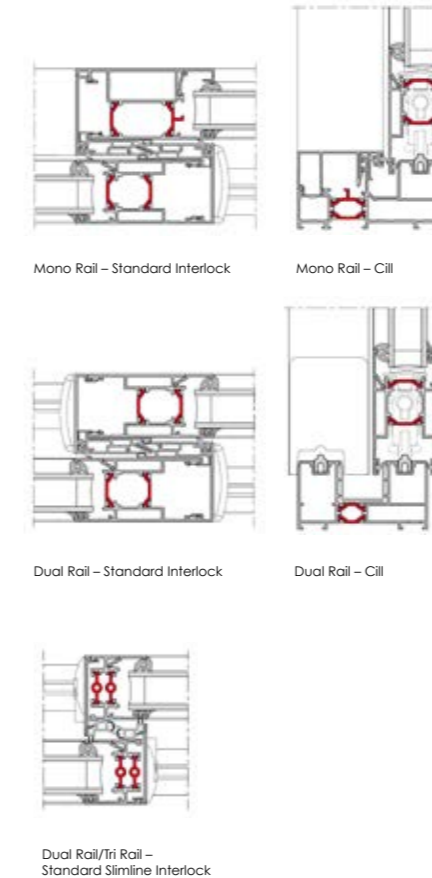 Mono Rail – Standard Interlock
Mono Rail – Cill
Dual Rail – Standard Interlock
Dual Rail – Cill
Dual Rail/Tri Rail –
Standard Slimline Interlock